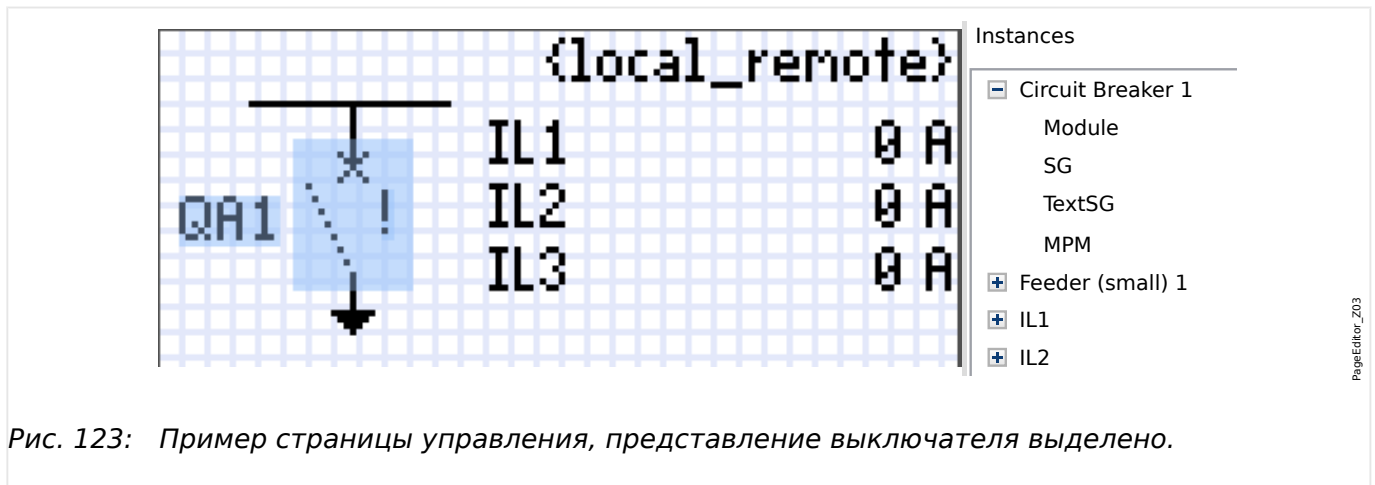 {local_remote}
IL1 0 A
QA1 ! IL2 0 A
IL3 0 A
Instances
Circuit Breaker 1
Module
SG
TextSG
MPM
Feeder (small) 1
IL1
IL2
PageEditor_Z03
Рис. 123: Пример страницы управления, представление выключателя выделено.